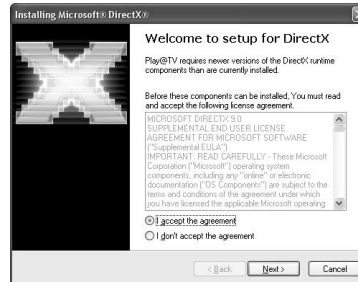 Installing Microsoft® DirectX®
Welcome to setup for DirectX
Play@TV requires newer versions of the DirectX runtime
components than are currently installed.
Before these components can be installed, You must read
and accept the following license agreement.
MICROSOFT DIRECTX 9.0
SUPPLEMENTAL END USER LICENSE
AGREEMENT FOR MICROSOFT SOFTWARE
("Supplemental EULA")
IMPORTANT: READ CAREFULLY - These Microsoft
Corporation ("Microsoft") operating system
components, including any "online" or electronic
documentation ("OS Components") are subject to the
terms and conditions of the agreement under which
you have licensed the applicable Microsoft operating
I accept the agreement
I don't accept the agreement
< Back Next > Cancel